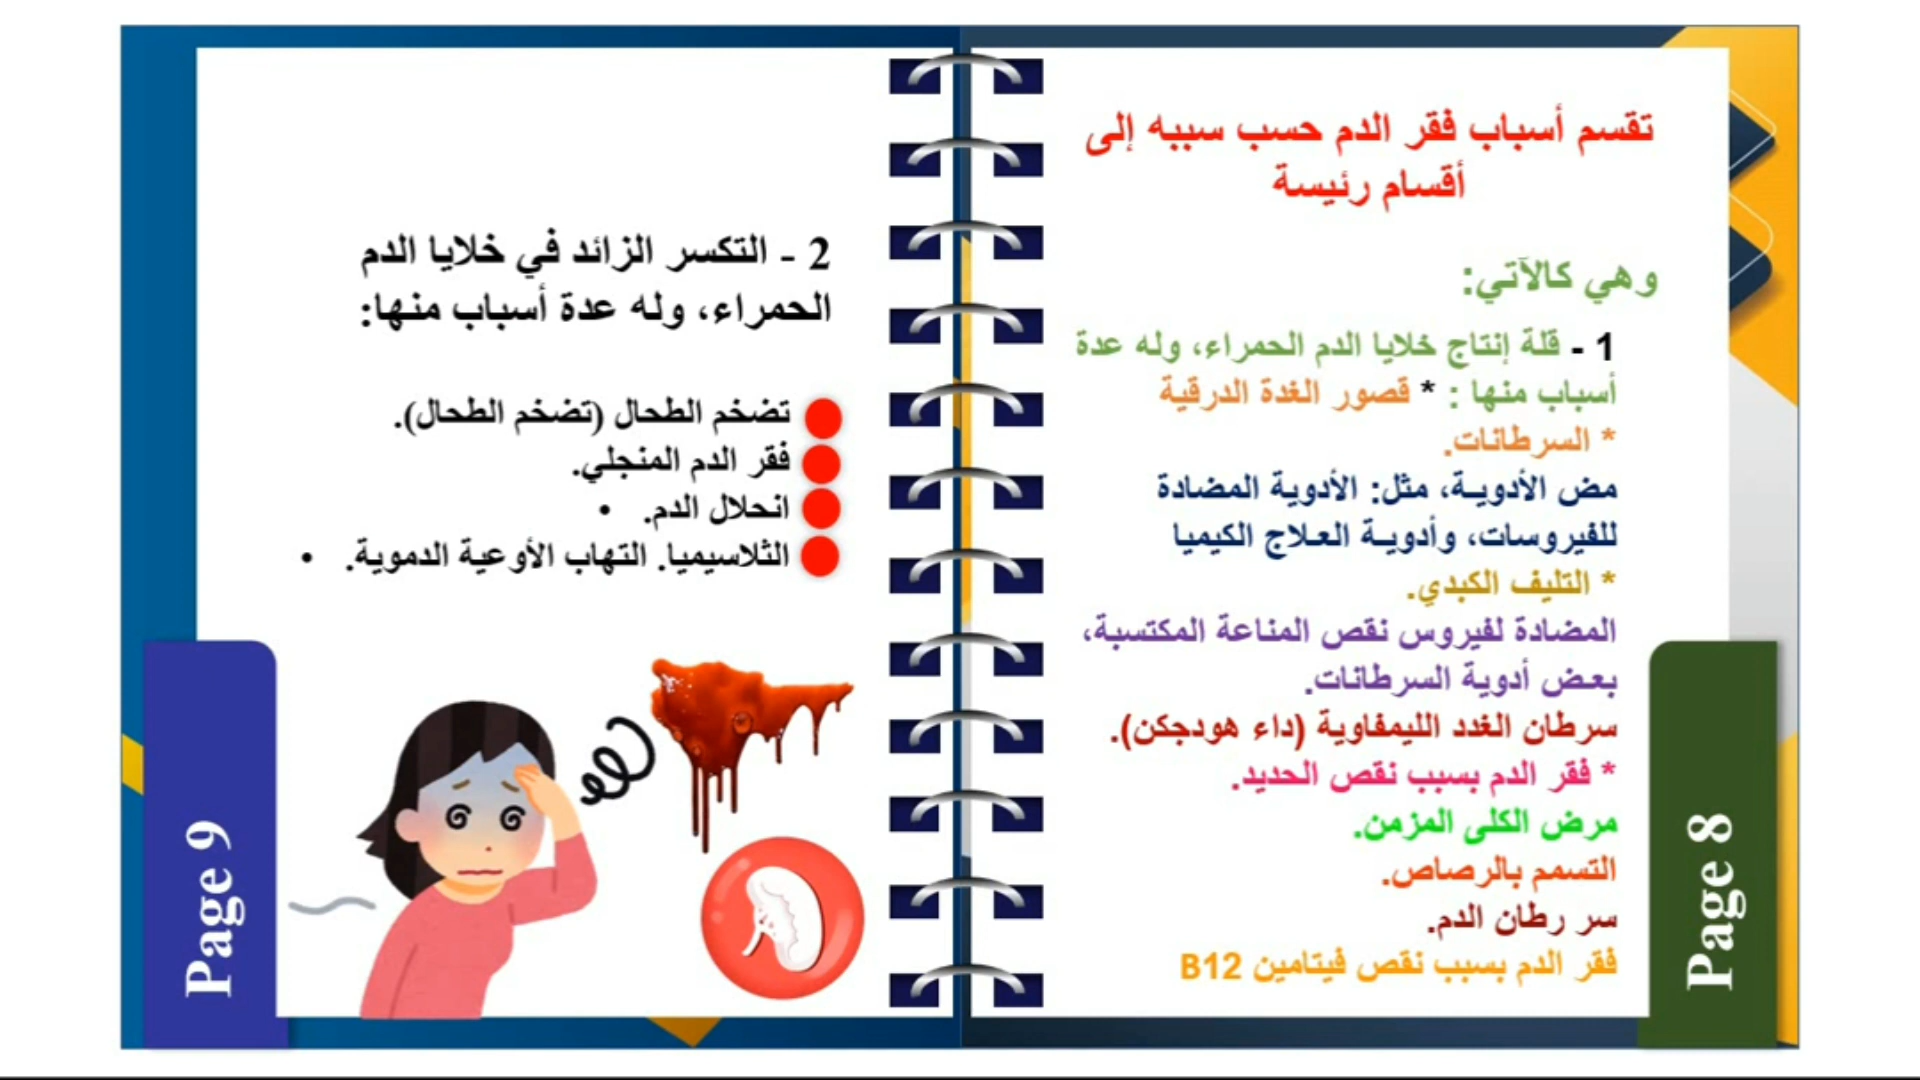 تقسم أسباب فقر الدم حسب سببه إلى
أقسام رئيسة
وهي كالآتي:
1 - قلة إنتاج خلايا الدم الحمراء، وله عدة
أسباب منها : * قصور الغدة الدرقية
* السرطانات.
مض الأدويـة، مثل: الأدوية المضادة
للفيروسات، وأدويـة العـلاج الكيميا
* التليف الكبدي.
المضادة لفيروس نقص المناعة المكتسبة،
بعـض أدوية السرطانات.
سرطان الغدد الليمفاوية (داء هودجكن).
* فقر الدم بسبب نقص الحديد.
مرض الكلى المزمن.
التسمم بالرصاص.
سر رطان الدم.
فقر الدم بسبب نقص فيتامين B12
Page 8
2 - التكسر الزائد في خلايا الدم
الحمراء، وله عدة أسباب منها:
تضخم الطحال (تضخم الطحال).
فقر الدم المنجلي.
انحلال الدم. •
الثلاسيميا. التهاب الأوعية الدموية. •
Page 9